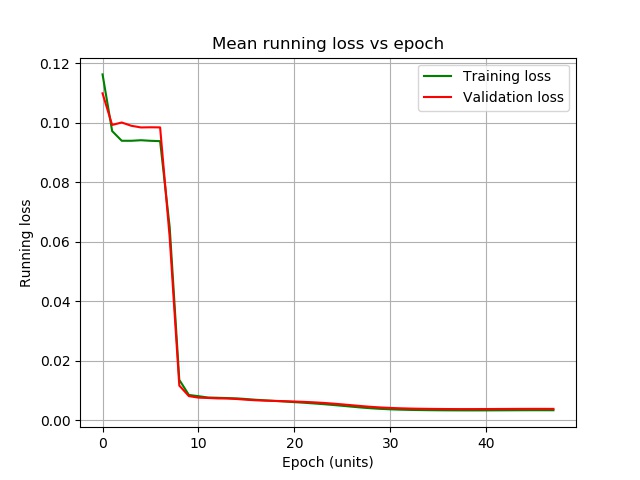 Mean running loss vs epoch
Training loss
Validation loss
0.12
0.10
0.08
0.06
0.04
0.02
0.00
Running loss
0 10 20 30 40
Epoch (units)